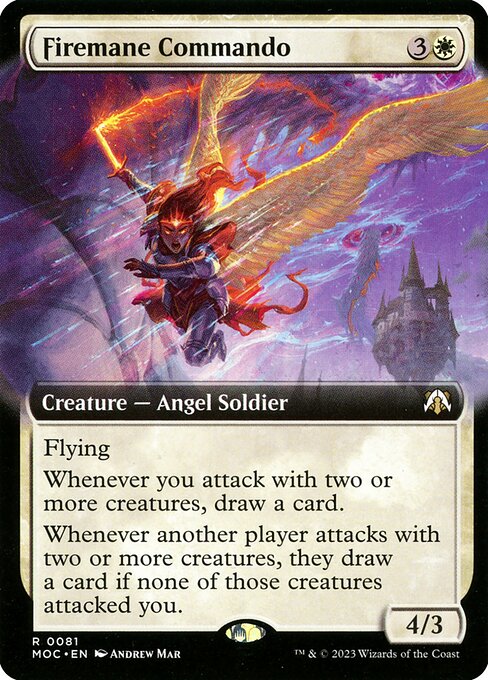 Firemane Commando 3
Creature — Angel Soldier
Flying
Whenever you attack with two or
more creatures, draw a card.
Whenever another player attacks with
two or more creatures, they draw
a card if none of those creatures
attacked you.
4/3
R 0081
MOC • EN Andrew Mar
™ & © 2023 Wizards of the Coast